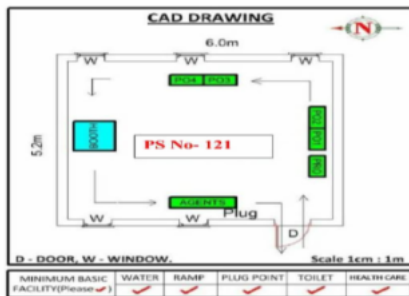 CAD DRAWING
6.0m
N
W W W
PO4 PO3
5.2m
BOOTH
PS No- 121
PO2
PO1
PRO
AGENTS
Plug
W W
D
D - DOOR, W - WINDOW.
Scale 1cm : 1m
MINIMUM BASIC
FACILITY(Please ✓)
WATER
RAMP
PLUG POINT
TOILET
HEALTH CARE